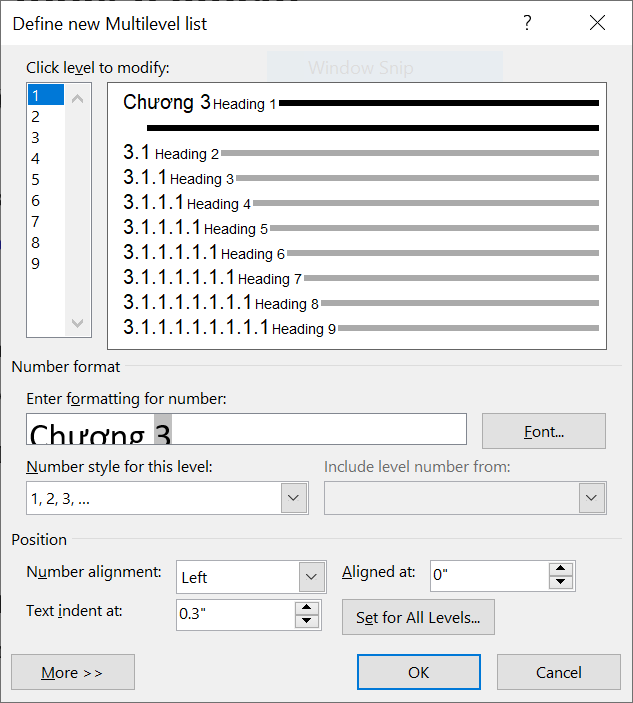 Define new Multilevel list ?
Click level to modify:
Window Snip
1
2
3
4
5
6
7
8
9
Chương 3 Heading 1
3.1 Heading 2
3.1.1 Heading 3
3.1.1.1 Heading 4
3.1.1.1.1 Heading 5
3.1.1.1.1.1 Heading 6
3.1.1.1.1.1.1 Heading 7
3.1.1.1.1.1.1.1 Heading 8
3.1.1.1.1.1.1.1.1 Heading 9
Number format
Enter formatting for number:
Chương 3
Font...
Number style for this level:
Include level number from:
1, 2, 3, ...
Position
Number alignment:
Left
Aligned at:
0"
Text indent at:
0.3"
Set for All Levels...
More >>
OK
Cancel